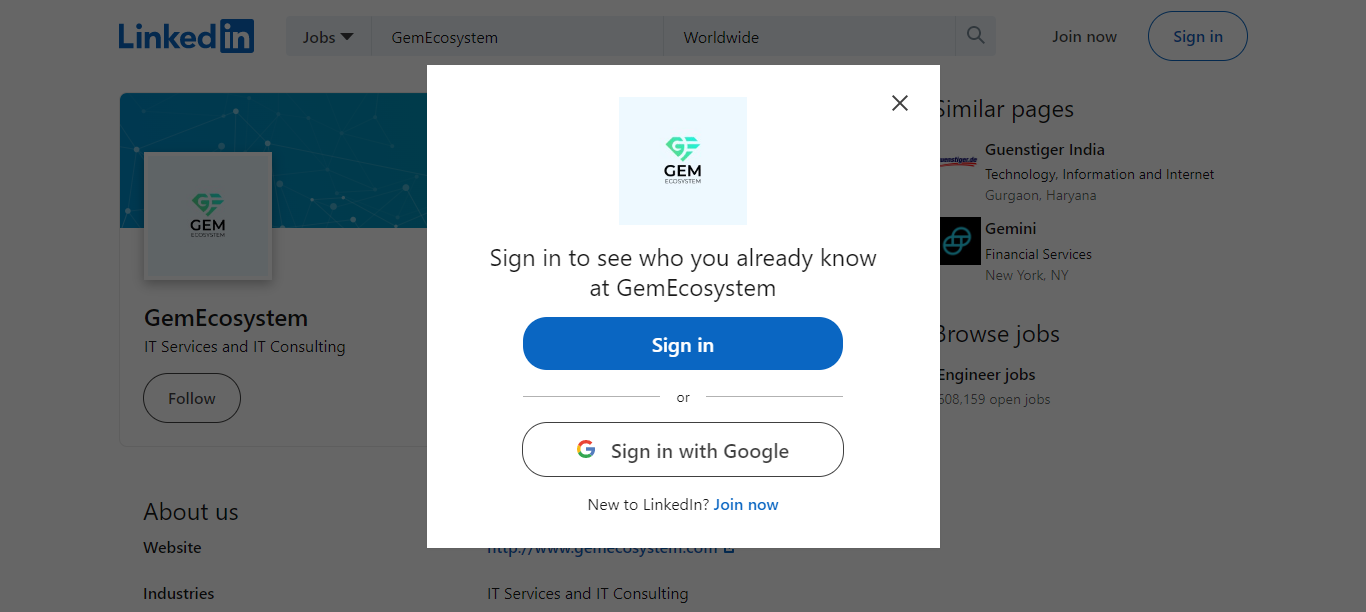 Linked in
Jobs
GemEcosystem
Worldwide
Join now
Sign in
GEM
ECOSYSTEM
GemEcosystem
IT Services and IT Consulting
Follow
About us
Website
http://www.gemecosystem.com
Industries
IT Services and IT Consulting
GEM
ECOSYSTEM
Sign in to see who you already know
at GemEcosystem
Sign in
or
Sign in with Google
New to LinkedIn? Join now
Similar pages
Guenstiger India
Technology, Information and Internet
Gurgaon, Haryana
Gemini
Financial Services
New York, NY
Browse jobs
Engineer jobs
608,159 open jobs